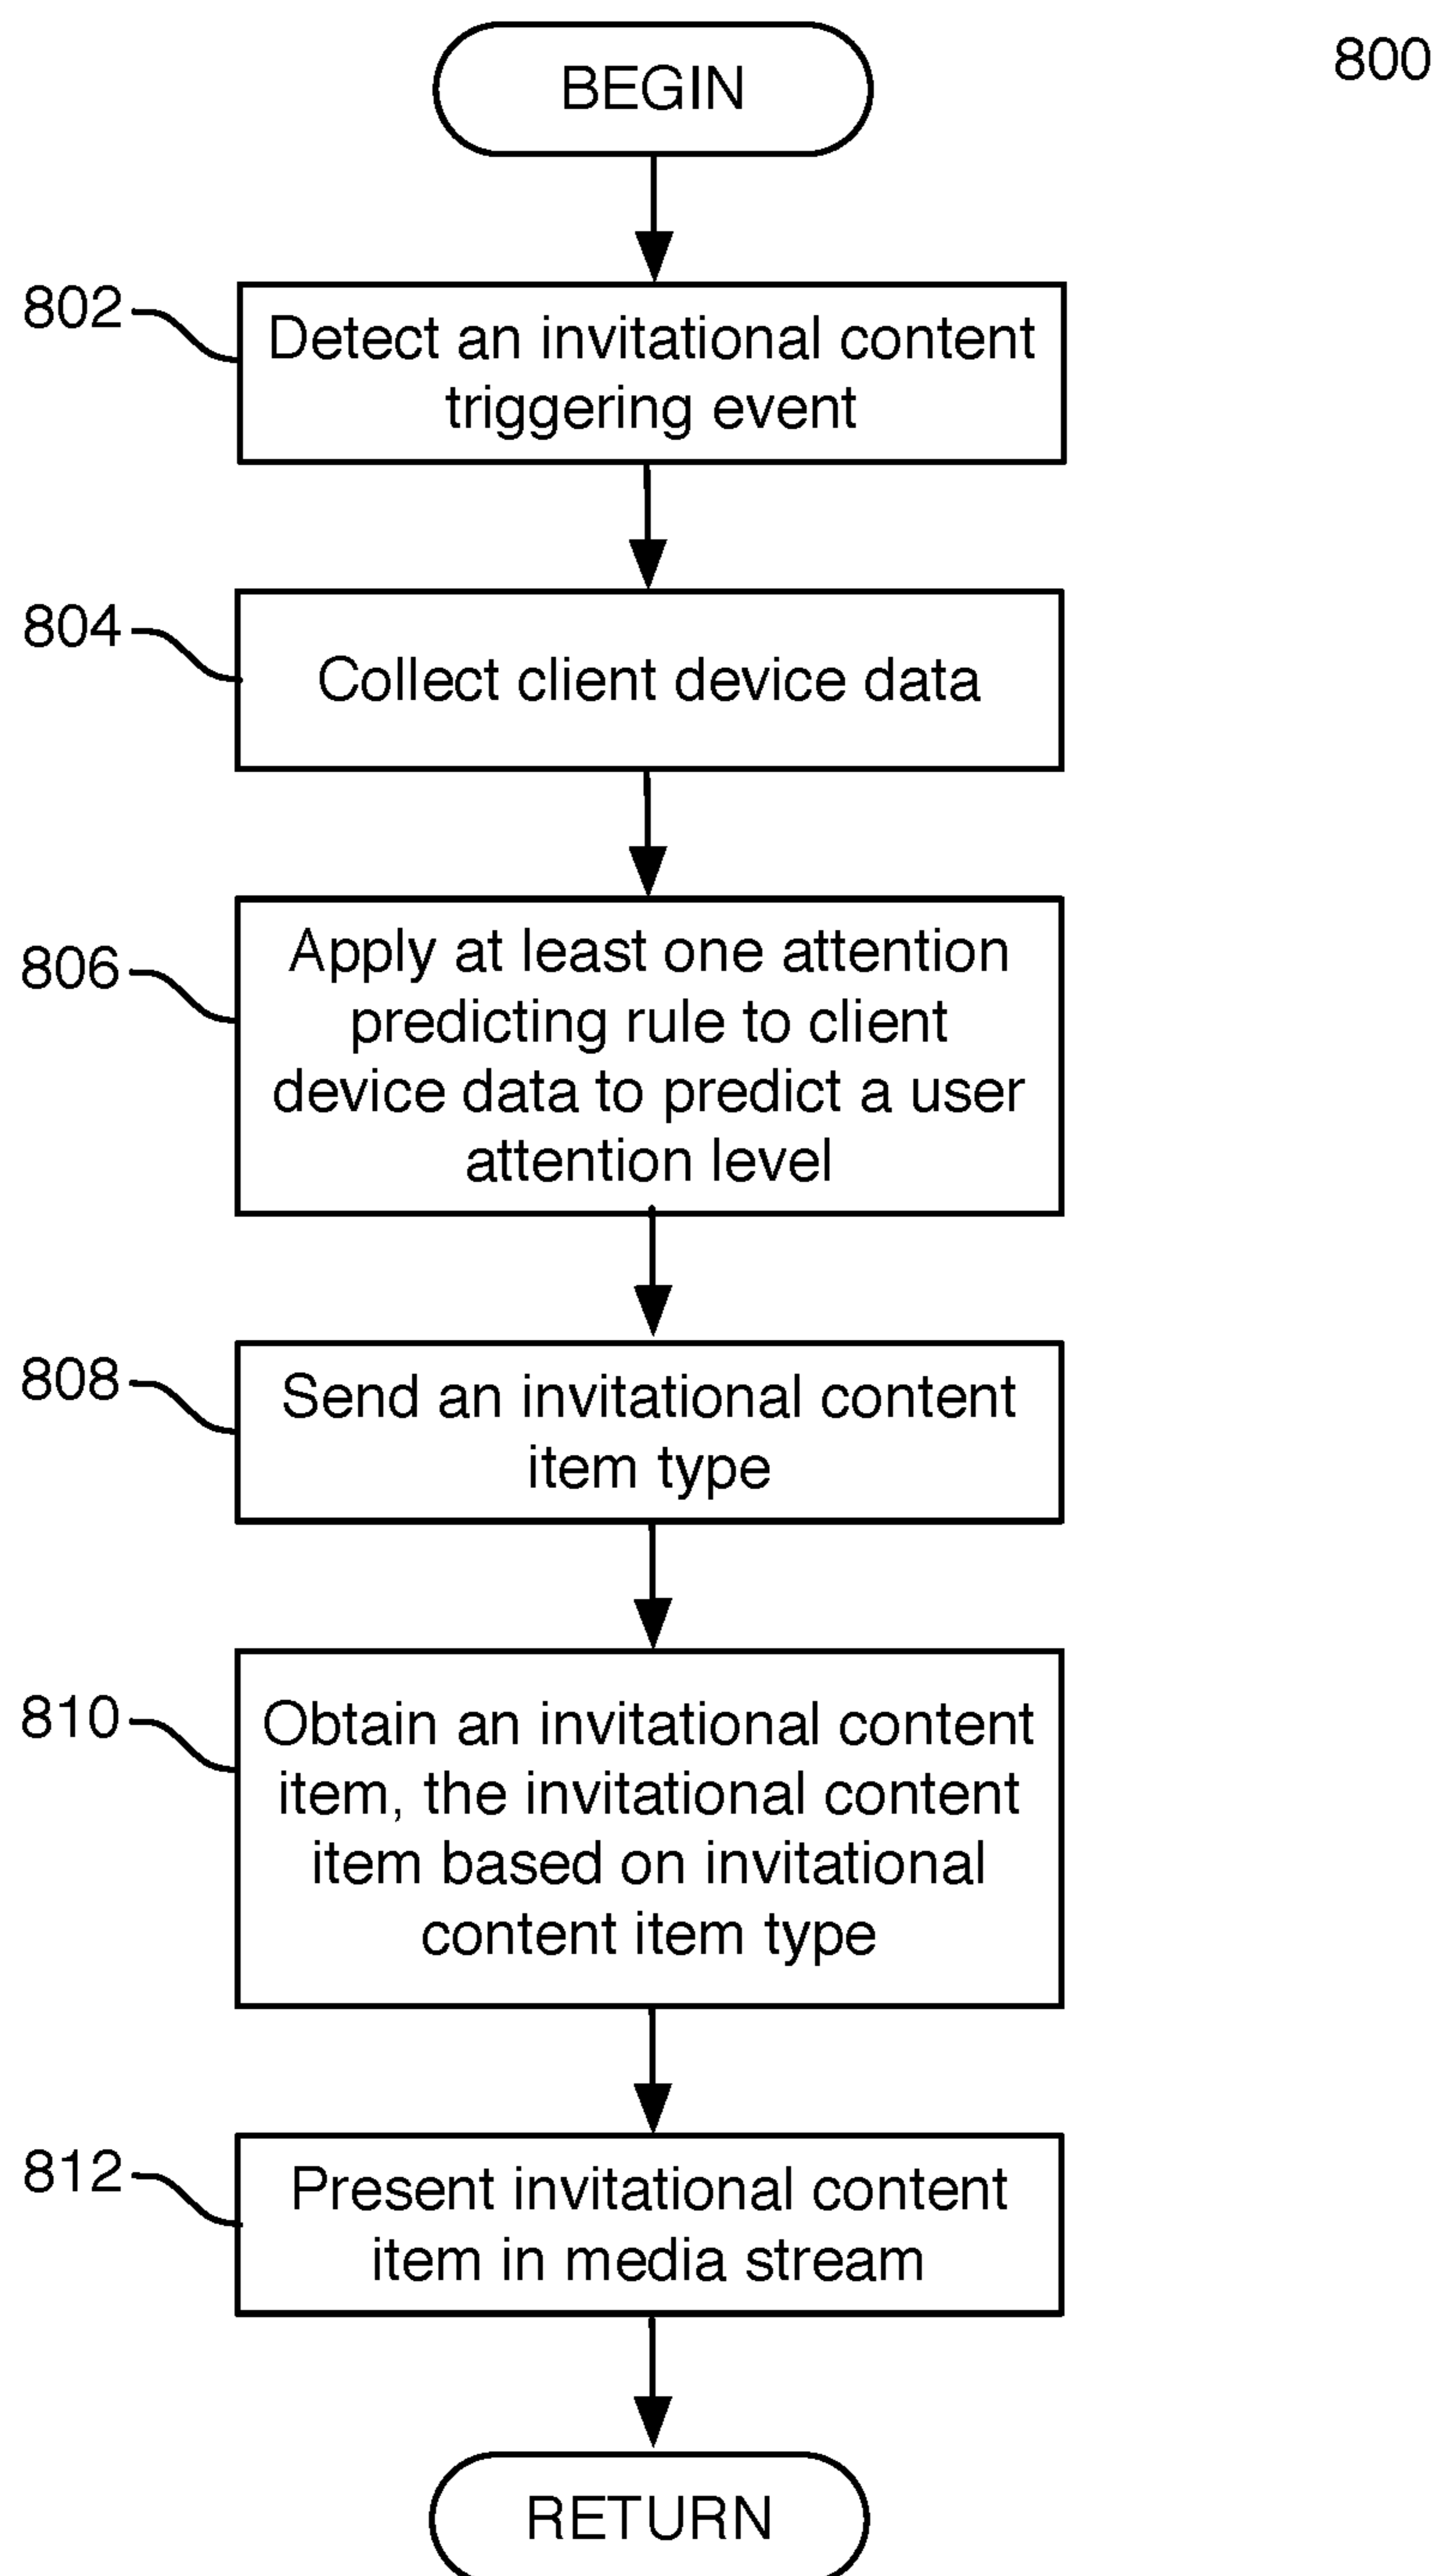 BEGIN
800
802
Detect an invitational content
triggering event
804
Collect client device data
806
Apply at least one attention
predicting rule to client
device data to predict a user
attention level
808
Send an invitational content
item type
810
Obtain an invitational content
item, the invitational content
item based on invitational
content item type
812
Present invitational content
item in media stream
RETURN